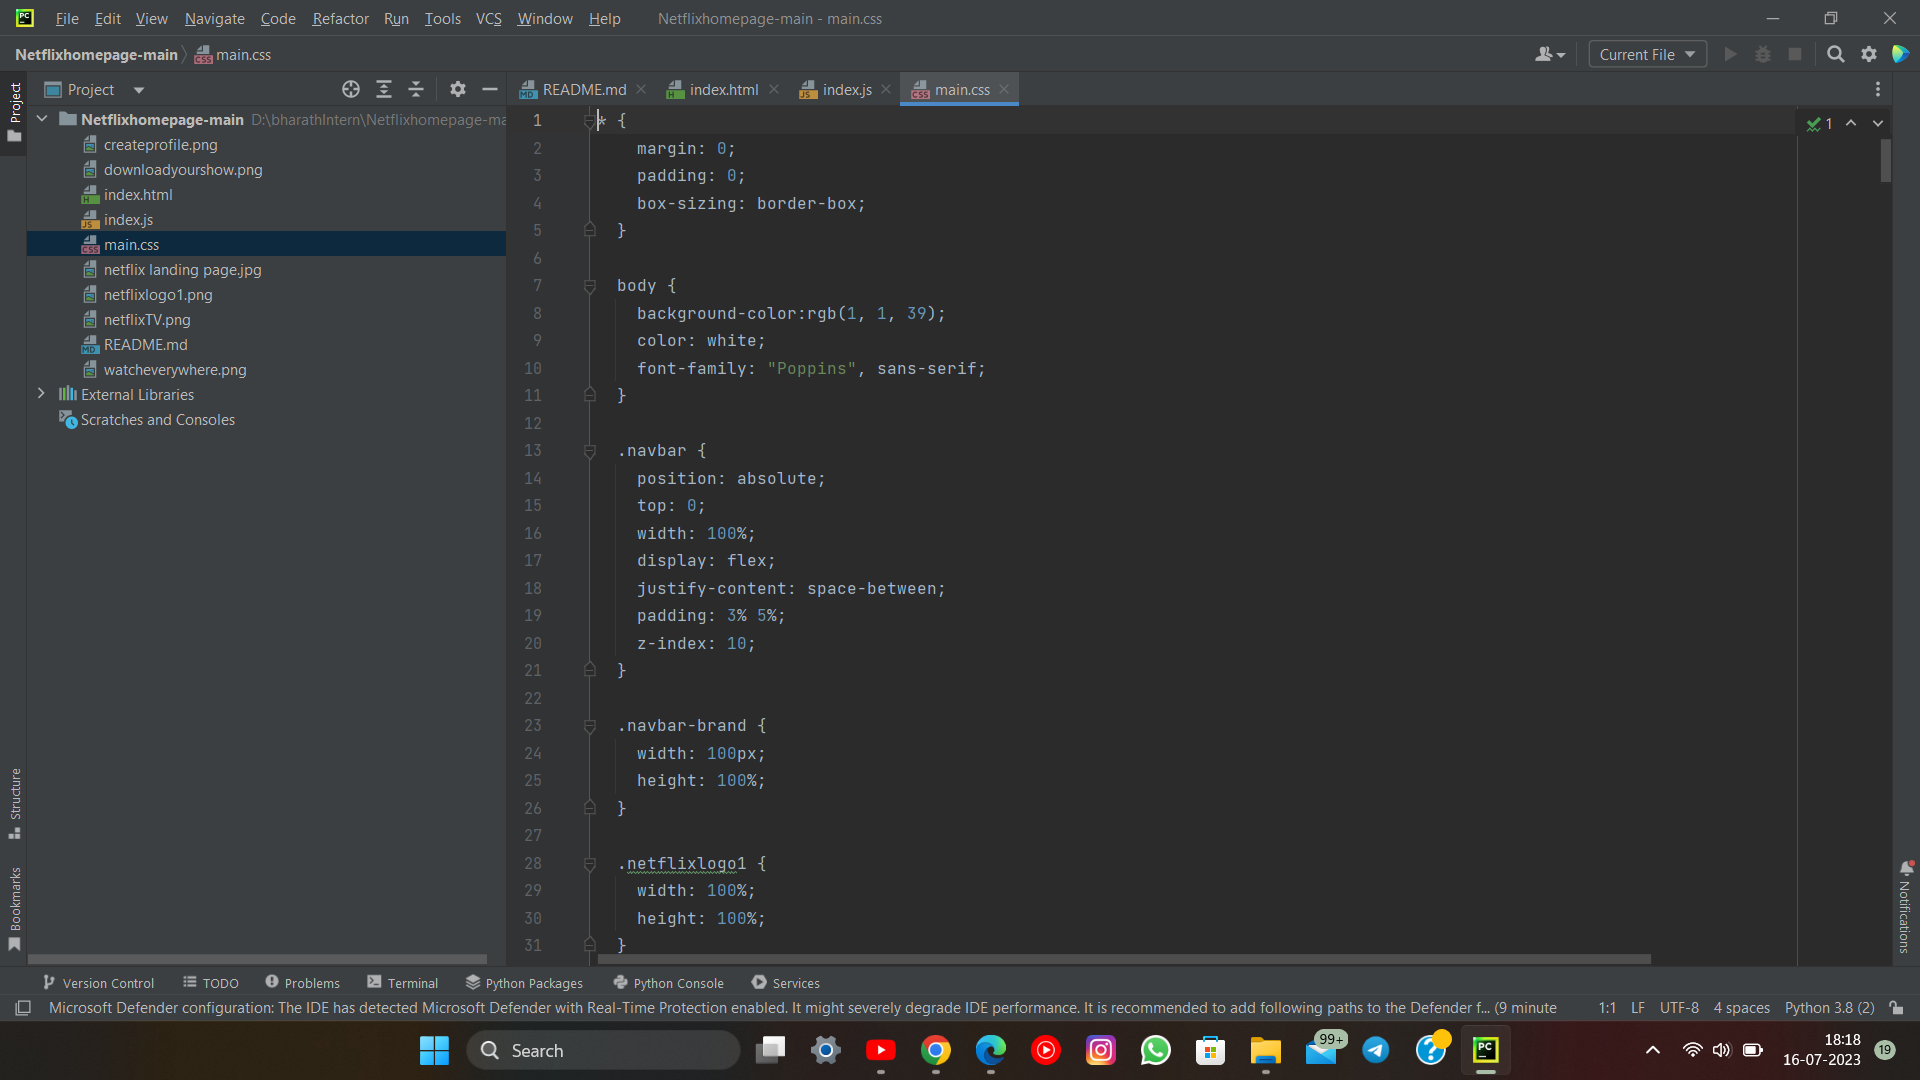 PC
File Edit View Navigate Code Refactor Run Tools VCS Window Help Netflixhomepage-main - main.css
Netflixhomepage-main main.css Current File
Project
Project
README.md index.html index.js main.css
Netflixhomepage-main D:\bharathIntern\Netflixhomepage-ma
createprofile.png
downloadyourshow.png
index.html
index.js
main.css
netflix landing page.jpg
netflixlogo1.png
netflixTV.png
README.md
watcheverywhere.png
External Libraries
Scratches and Consoles
Structure
Bookmarks
1 * {
2 margin: 0;
3 padding: 0;
4 box-sizing: border-box;
5 }
6
7 body {
8 background-color:rgb(1, 1, 39);
9 color: white;
10 font-family: "Poppins", sans-serif;
11 }
12
13 .navbar {
14 position: absolute;
15 top: 0;
16 width: 100%;
17 display: flex;
18 justify-content: space-between;
19 padding: 3% 5%;
20 z-index: 10;
21 }
22
23 .navbar-brand {
24 width: 100px;
25 height: 100%;
26 }
27
28 .netflixlogo1 {
29 width: 100%;
30 height: 100%;
31 }
1
Notifications
Version Control TODO Problems Terminal Python Packages Python Console Services
Microsoft Defender configuration: The IDE has detected Microsoft Defender with Real-Time Protection enabled. It might severely degrade IDE performance. It is recommended to add following paths to the Defender f... (9 minute 1:1 LF UTF-8 4 spaces Python 3.8 (2)
Search 99+ PC 18:18
16-07-2023 19